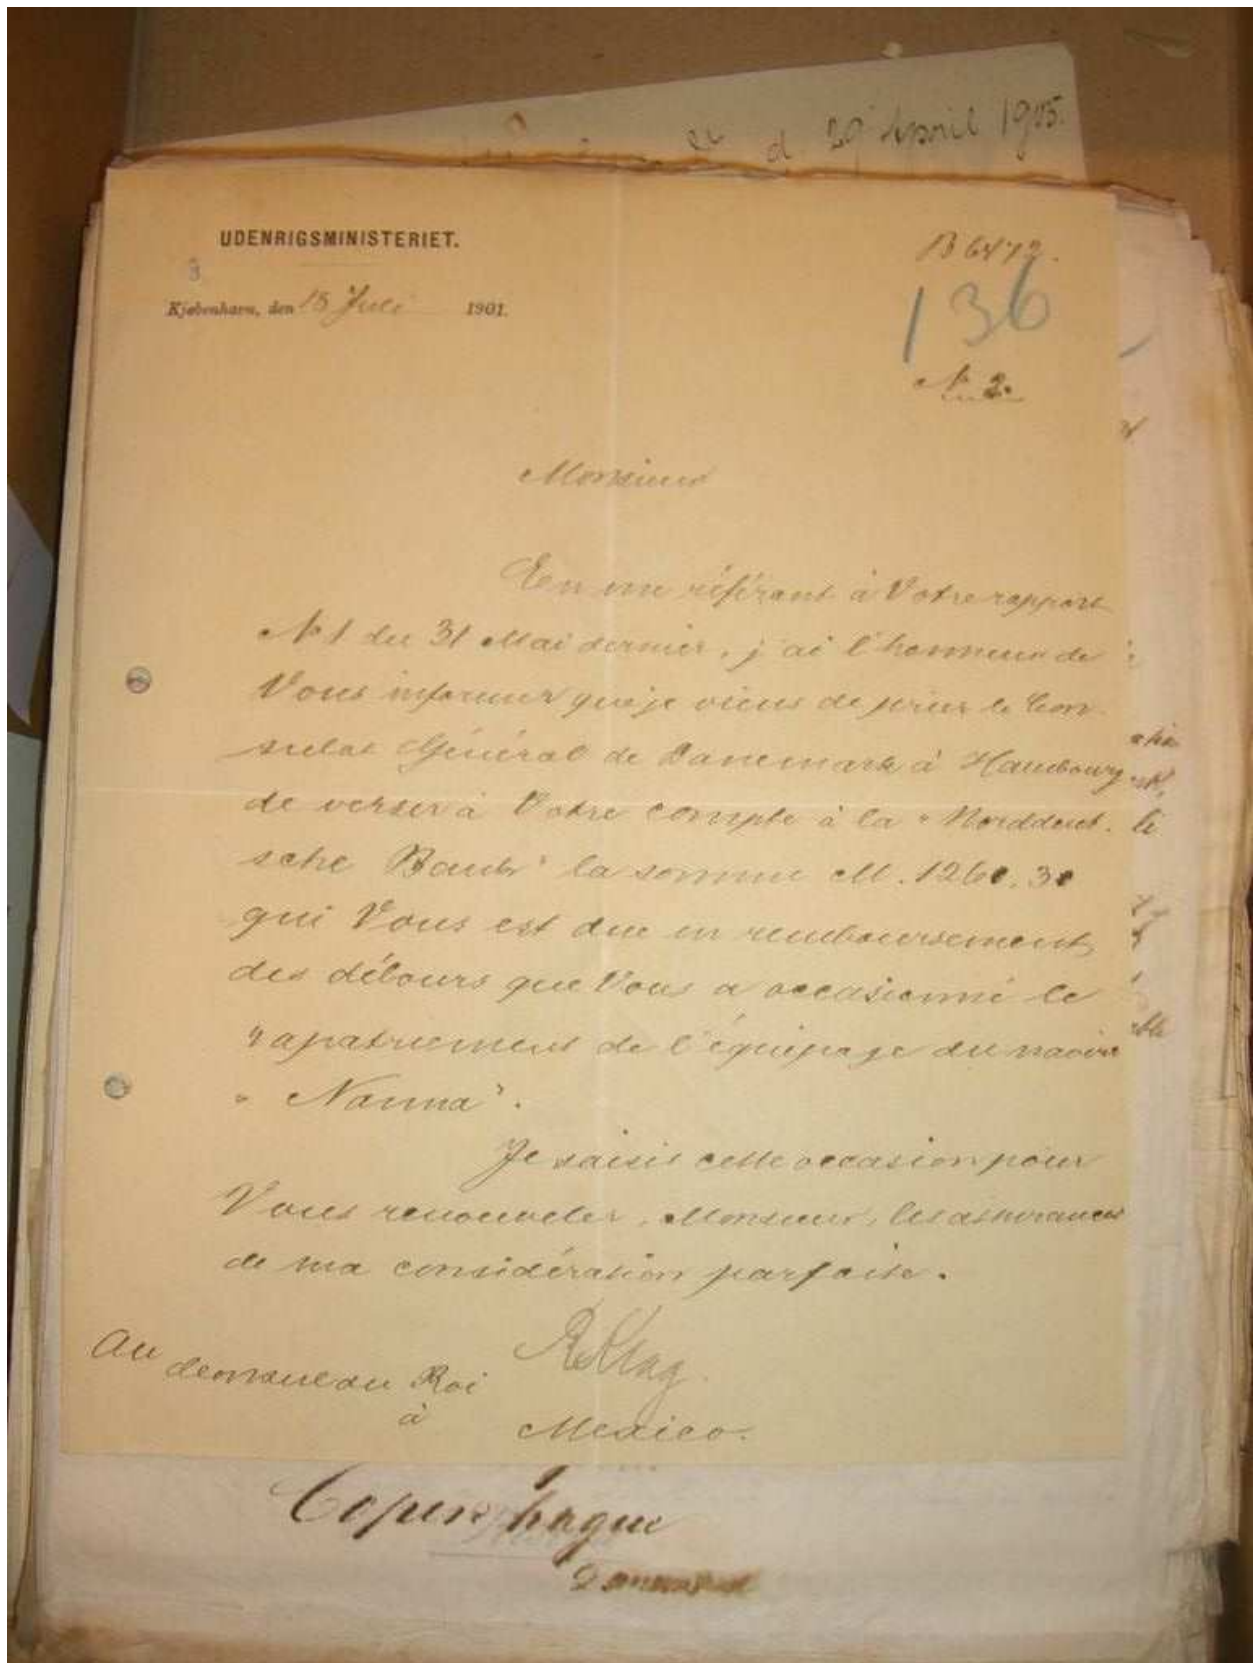 d. 29 April 1905.
UDENRIGSMINISTERIET.
B 6472.
136
Kjøbenhavn, den 15 Juli 1901.
№ 2.
Monsieur
En me référant à Votre rapport
№ 1 du 31 Mai dernier, j'ai l'honneur de
Vous informer que je viens de prier le Con-
sulat Général de Danemark à Hambourg
de verser à Votre compte à la "Norddeut-
sche Bank" la somme M. 1260.30
qui Vous est due en remboursement
des débours que Vous a occasionné le
rapatriement de l'équipage du navire
"Nanna".
Je saisis cette occasion pour
Vous renouveler, Monsieur, les assurances
de ma considération parfaite.
Au
Consul du Roi
à
Mexico.
Copenhague